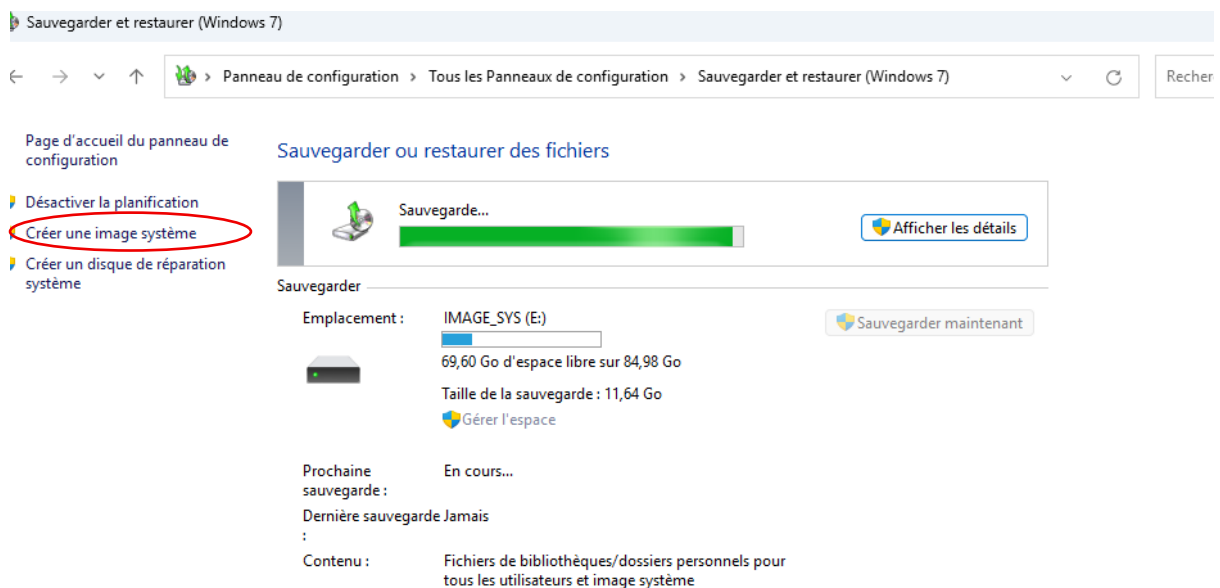 Sauvegarder et restaurer (Windows 7)
Panneau de configuration > Tous les Panneaux de configuration > Sauvegarder et restaurer (Windows 7)
Recher
Page d'accueil du panneau de
configuration
Désactiver la planification
Créer une image système
Créer un disque de réparation
système
Sauvegarder ou restaurer des fichiers
Sauvegarde...
Afficher les détails
Sauvegarder
Emplacement :
IMAGE_SYS (E:)
Sauvegarder maintenant
69,60 Go d'espace libre sur 84,98 Go
Taille de la sauvegarde : 11,64 Go
Gérer l'espace
Prochaine
sauvegarde :
En cours...
Dernière sauvegarde
:
Jamais
Contenu :
Fichiers de bibliothèques/dossiers personnels pour
tous les utilisateurs et image système